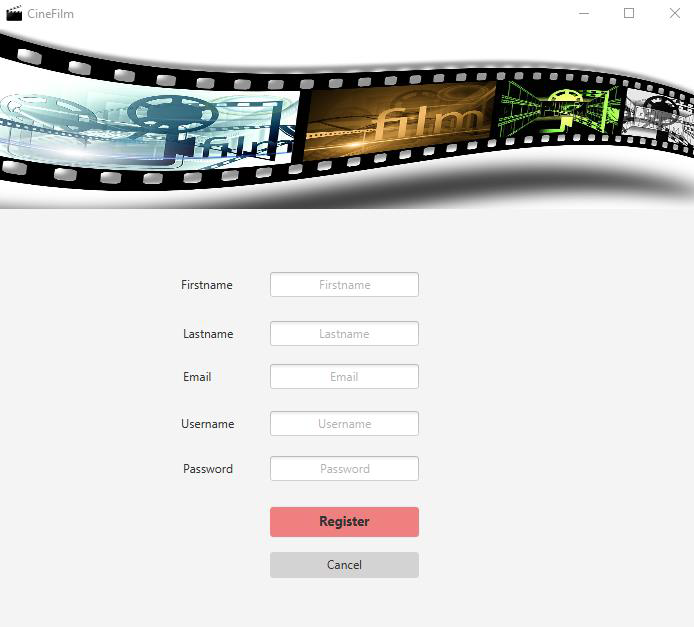 CineFilm
film
film
Firstname Firstname
Lastname Lastname
Email Email
Username Username
Password Password
Register
Cancel